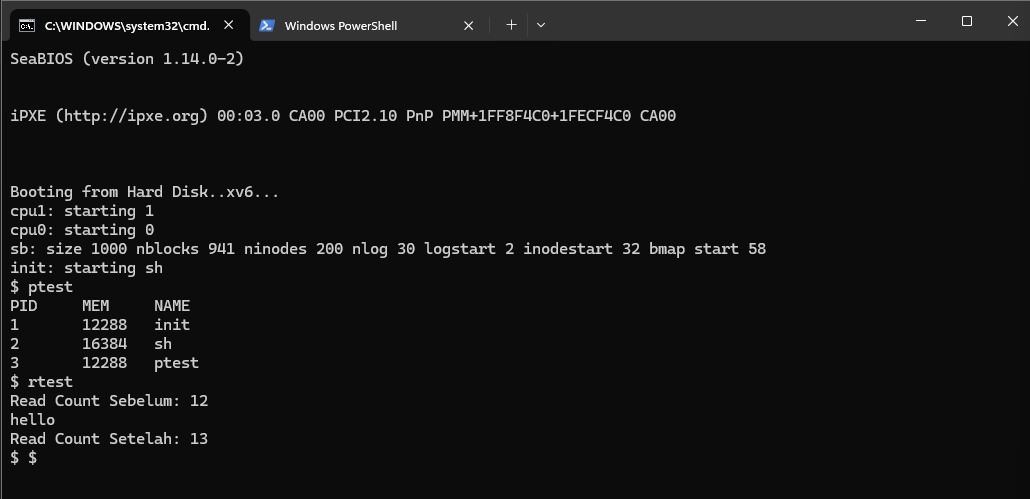 C:\WINDOWS\system32\cmd.
Windows PowerShell
SeaBIOS (version 1.14.0-2)
iPXE (http://ipxe.org) 00:03.0 CA00 PCI2.10 PnP PMM+1FF8F4C0+1FECF4C0 CA00
Booting from Hard Disk..xv6...
cpu1: starting 1
cpu0: starting 0
sb: size 1000 nblocks 941 ninodes 200 nlog 30 logstart 2 inodestart 32 bmap start 58
init: starting sh
$ ptest
PID MEM NAME
1 12288 init
2 16384 sh
3 12288 ptest
$ rtest
Read Count Sebelum: 12
hello
Read Count Setelah: 13
$ $